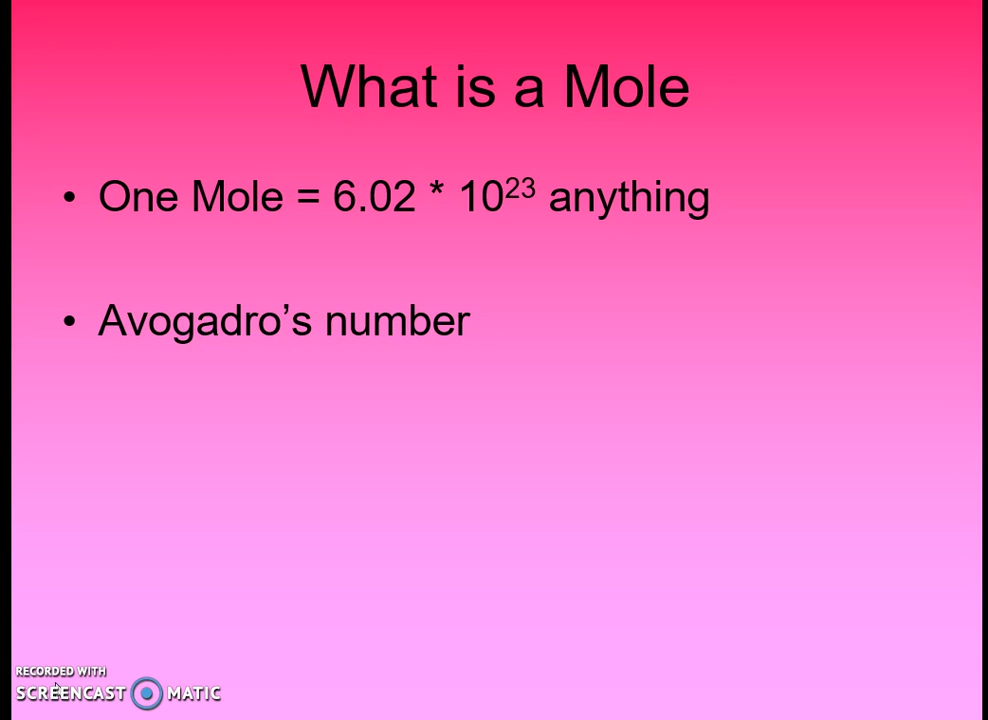 What is a Mole
• One Mole = 6.02 * 10²³ anything
• Avogadro’s number
RECORDED WITH
SCREENCAST MATIC